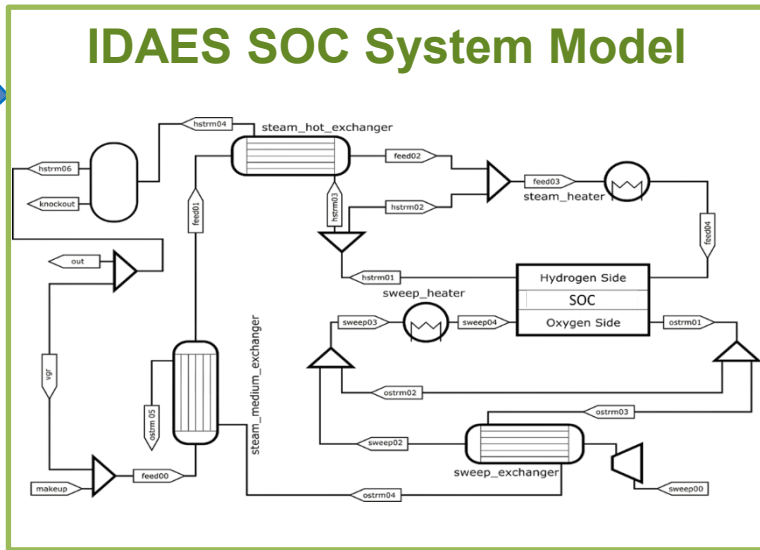 IDAES SOC System Model
hstrm04
steam_hot_exchanger
hstrm06
feed02
knockout
feed03
steam_heater
feed01
hstrm03
hstrm02
feed04
out
hstrm01
Hydrogen Side
sweep_heater
SOC
sweep03
sweep04
Oxygen Side
ostrm01
vgr
ostrm 05
steam_medium_exchanger
ostrm02
ostrm03
sweep02
feed00
sweep_exchanger
makeup
ostrm04
sweep00